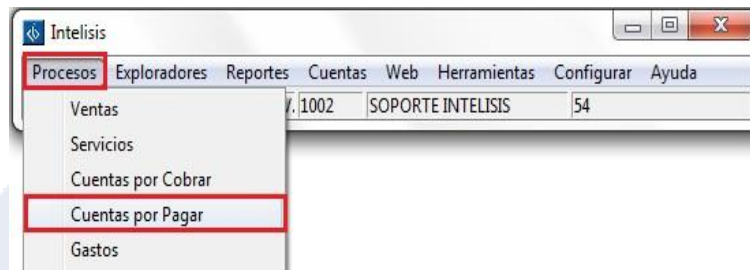 Intelisis
Procesos Exploradores Reportes Cuentas Web Herramientas Configurar Ayuda
. 1002 SOPORTE INTELISIS 54
Ventas
Servicios
Cuentas por Cobrar
Cuentas por Pagar
Gastos